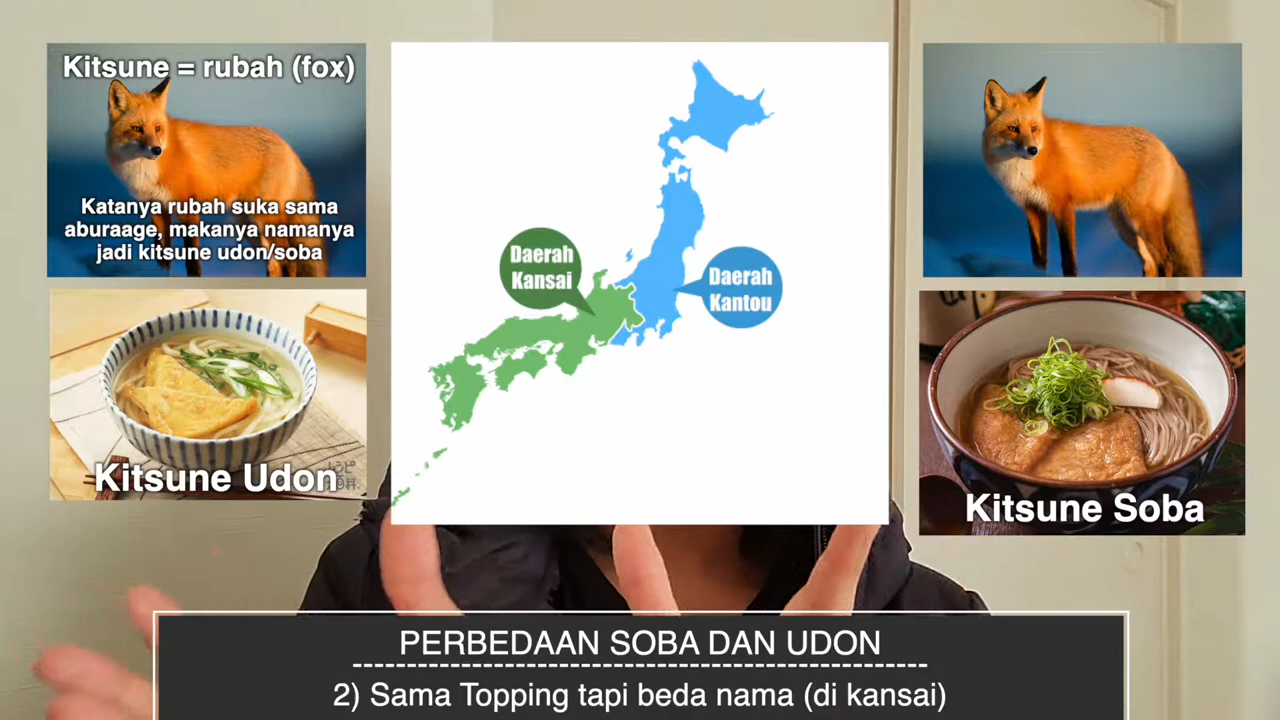 Kitsune = rubah (fox)
Katanya rubah suka sama
aburaage, makanya namanya
jadi kitsune udon/soba
Kitsune Udon
Daerah
Kansai
Daerah
Kantou
Kitsune Soba
PERBEDAAN SOBA DAN UDON
2) Sama Topping tapi beda nama (di kansai)